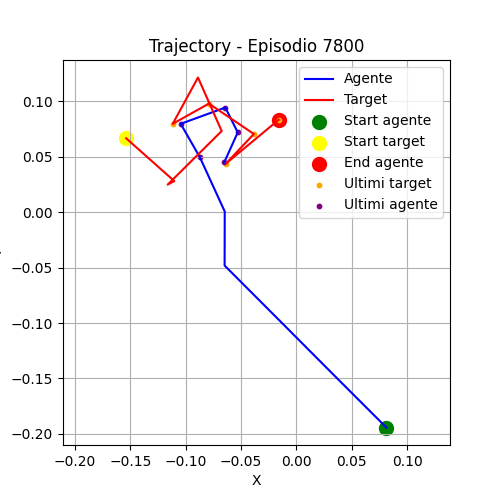 Trajectory - Episodio 7800
Agente
Target
Start agente
Start target
End agente
Ultimi target
Ultimi agente
0.10
0.05
0.00
−0.05
−0.10
−0.15
−0.20
−0.20
−0.15
−0.10
−0.05
0.00
0.05
0.10
X